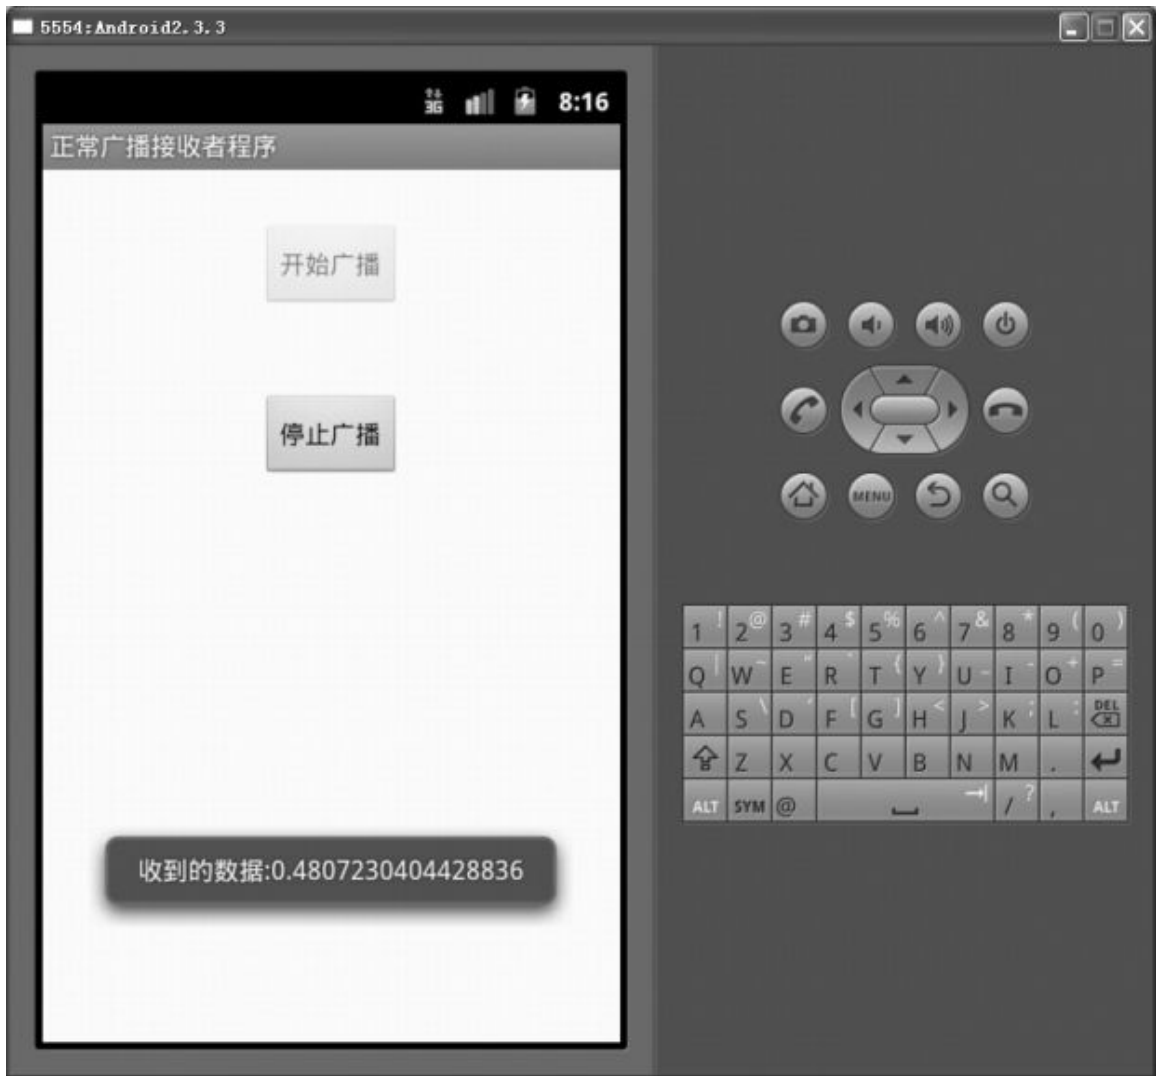 5554:Android2.3.3
3G 8:16
正常广播接收者程序
开始广播
停止广播
收到的数据:0.4807230404428836
MENU
1 ! 2 @ 3 # 4 $ 5 % 6 ^ 7 & 8 * 9 ( 0 )
Q | W ~ E " R ` T { Y } U _ I - O + P =
A S \ D ' F [ G ] H < J > K ; L : DEL
Z X C V B N M .
ALT SYM @ / ? , ALT